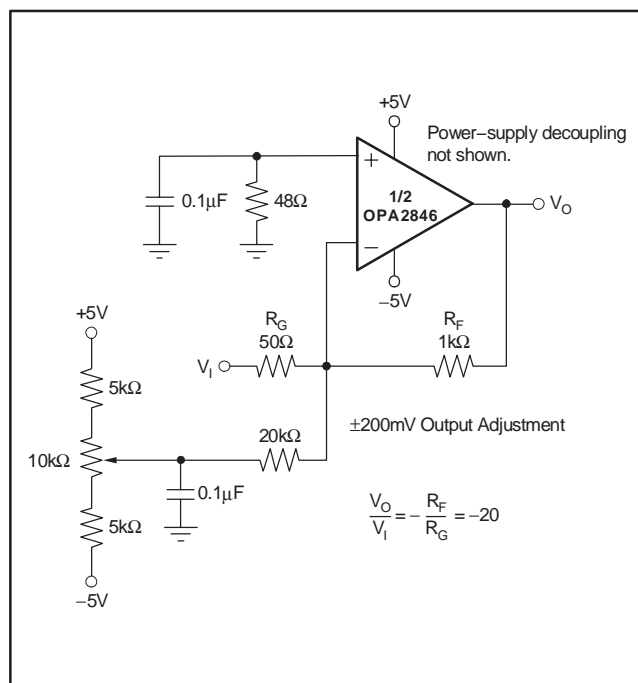 +5V
Power–supply decoupling
not shown.
+
1/2
OPA2846
–
0.1µF
48Ω
V_O
–5V
+5V
R_G
50Ω
R_F
1kΩ
V_I
5kΩ
20kΩ
±200mV Output Adjustment
10kΩ
0.1µF
5kΩ
V_O/V_I = – R_F/R_G = –20
–5V